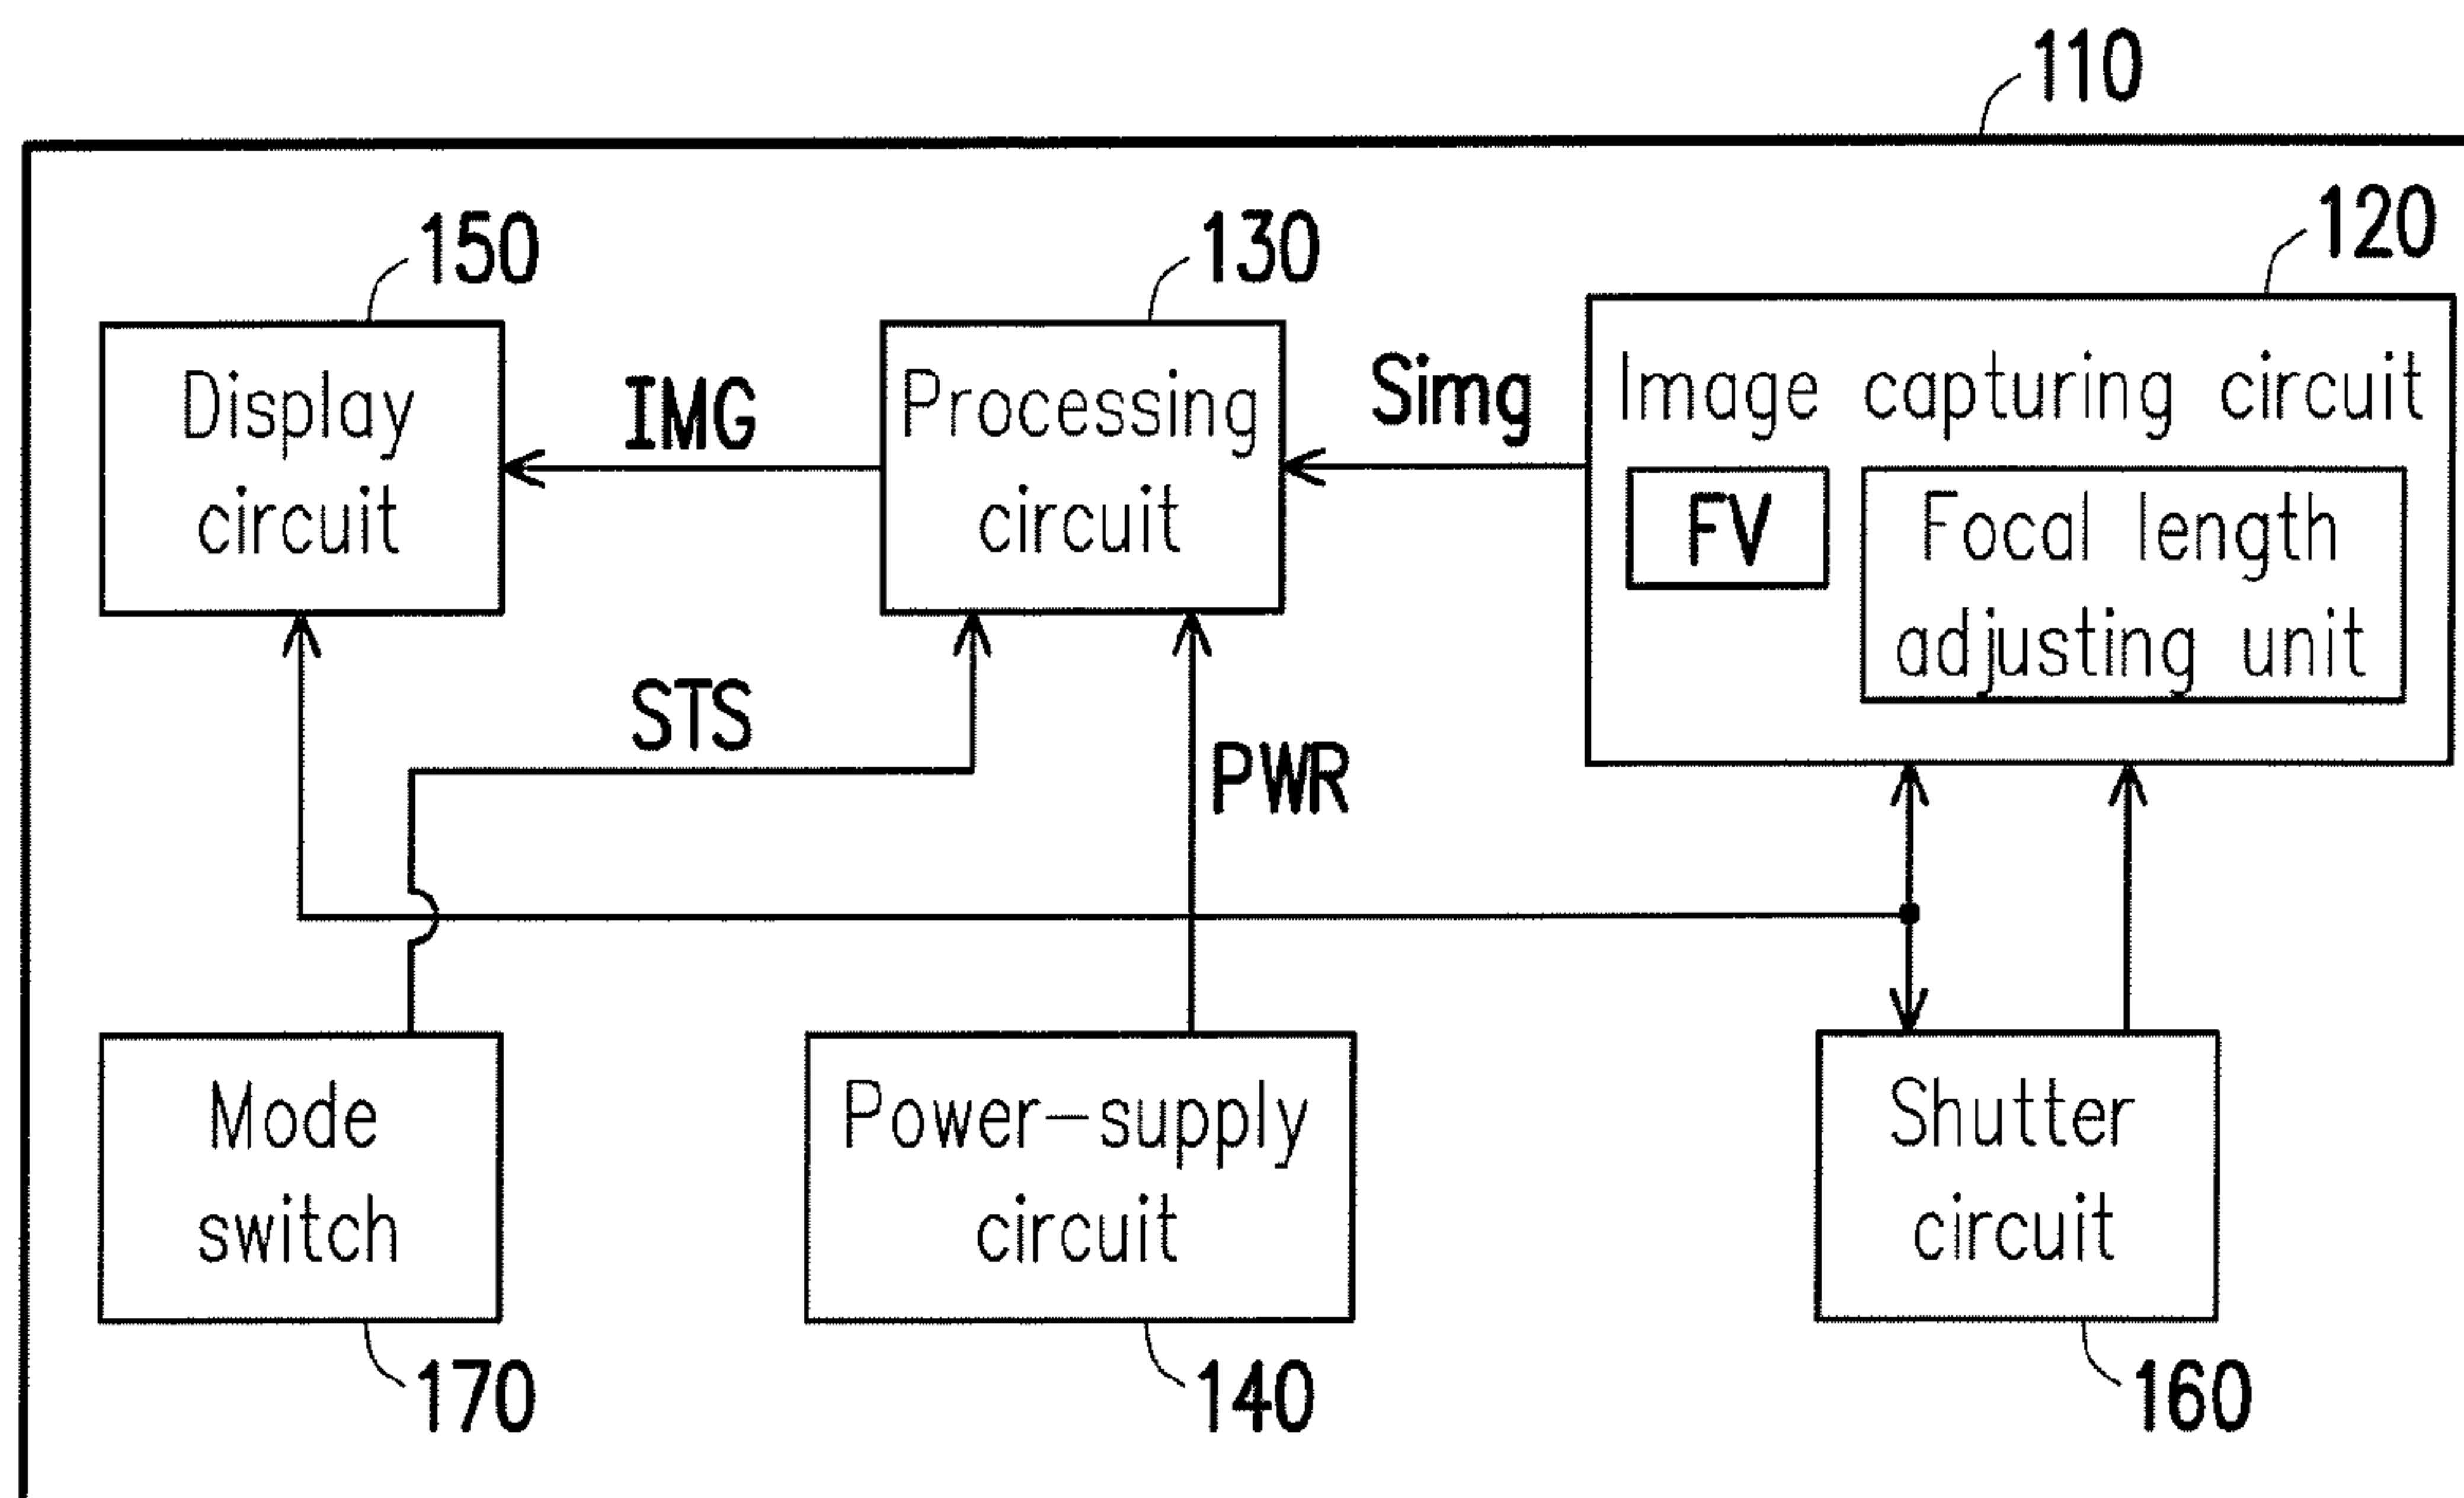 110
150
130
120
Display
circuit
IMG
Processing
circuit
Simg
Image capturing circuit
FV
Focal length
adjusting unit
STS
PWR
Mode
switch
Power-supply
circuit
Shutter
circuit
170
140
160